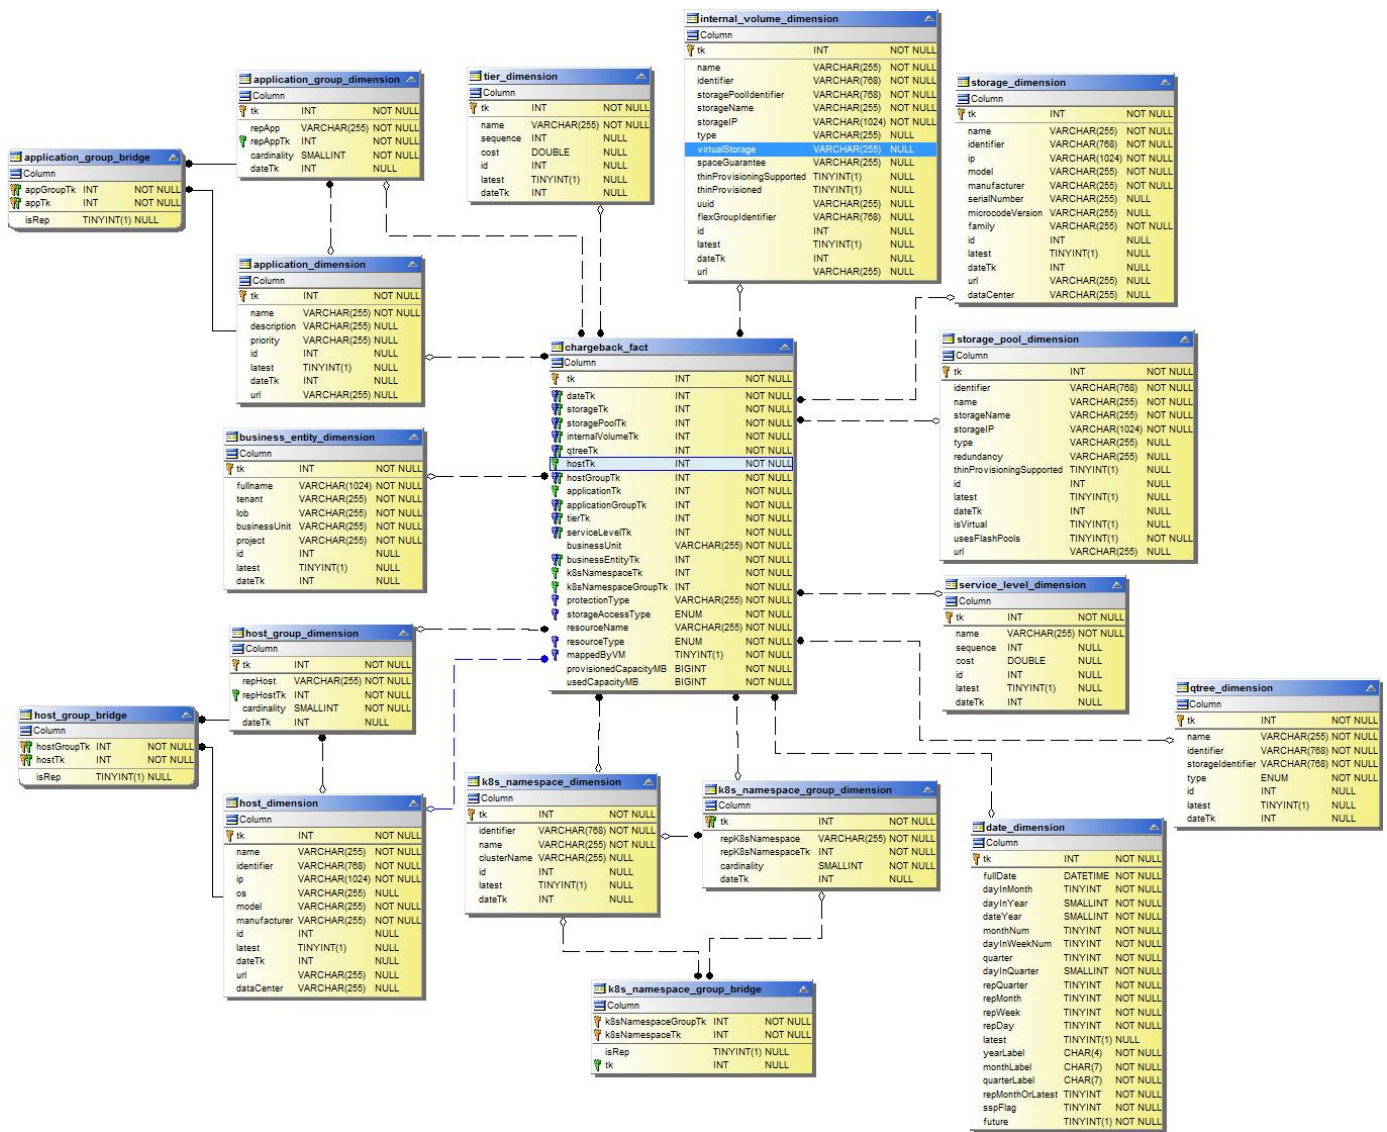 internal_volume_dimension
Column
tk INT NOT NULL
name VARCHAR(255) NOT NULL
identifier VARCHAR(768) NOT NULL
storagePoolIdentifier VARCHAR(768) NOT NULL
storageName VARCHAR(255) NOT NULL
storageIP VARCHAR(1024) NOT NULL
type VARCHAR(255) NULL
virtualStorage VARCHAR(255) NULL
spaceGuarantee VARCHAR(255) NULL
thinProvisioningSupported TINYINT(1) NULL
thinProvisioned TINYINT(1) NULL
uuid VARCHAR(255) NULL
flexGroupIdentifier VARCHAR(768) NULL
id INT NULL
latest TINYINT(1) NULL
dateTk INT NULL
url VARCHAR(255) NULL
application_group_dimension
Column
tk INT NOT NULL
repApp VARCHAR(255) NOT NULL
repAppTk INT NOT NULL
cardinality SMALLINT NOT NULL
dateTk INT NULL
tier_dimension
Column
tk INT NOT NULL
name VARCHAR(255) NOT NULL
sequence INT NULL
cost DOUBLE NULL
id INT NULL
latest TINYINT(1) NULL
dateTk INT NULL
storage_dimension
Column
tk INT NOT NULL
name VARCHAR(255) NOT NULL
identifier VARCHAR(768) NOT NULL
ip VARCHAR(1024) NOT NULL
model VARCHAR(255) NOT NULL
manufacturer VARCHAR(255) NOT NULL
serialNumber VARCHAR(255) NULL
microcodeVersion VARCHAR(255) NULL
family VARCHAR(255) NOT NULL
id INT NULL
latest TINYINT(1) NULL
dateTk INT NULL
url VARCHAR(255) NULL
dataCenter VARCHAR(255) NULL
application_group_bridge
Column
appGroupTk INT NOT NULL
appTk INT NOT NULL
isRep TINYINT(1) NULL
application_dimension
Column
tk INT NOT NULL
name VARCHAR(255) NOT NULL
description VARCHAR(255) NULL
priority VARCHAR(255) NULL
id INT NULL
latest TINYINT(1) NULL
dateTk INT NULL
url VARCHAR(255) NULL
chargeback_fact
Column
tk INT NOT NULL
dateTk INT NOT NULL
storageTk INT NOT NULL
storagePoolTk INT NOT NULL
internalVolumeTk INT NOT NULL
qtreeTk INT NOT NULL
hostTk INT NOT NULL
hostGroupTk INT NOT NULL
applicationTk INT NOT NULL
applicationGroupTk INT NOT NULL
tierTk INT NOT NULL
serviceLevelTk INT NOT NULL
businessUnit VARCHAR(255) NOT NULL
businessEntityTk INT NOT NULL
k8sNamespaceTk INT NOT NULL
k8sNamespaceGroupTk INT NOT NULL
protectionType VARCHAR(255) NOT NULL
storageAccessType ENUM NOT NULL
resourceName VARCHAR(255) NOT NULL
resourceType ENUM NOT NULL
mappedByVM TINYINT(1) NOT NULL
provisionedCapacityMB BIGINT NOT NULL
usedCapacityMB BIGINT NOT NULL
storage_pool_dimension
Column
tk INT NOT NULL
identifier VARCHAR(768) NOT NULL
name VARCHAR(255) NOT NULL
storageName VARCHAR(255) NOT NULL
storageIP VARCHAR(1024) NOT NULL
type VARCHAR(255) NULL
redundancy VARCHAR(255) NULL
thinProvisioningSupported TINYINT(1) NULL
id INT NULL
latest TINYINT(1) NULL
dateTk INT NULL
isVirtual TINYINT(1) NULL
usesFlashPools TINYINT(1) NOT NULL
url VARCHAR(255) NULL
business_entity_dimension
Column
tk INT NOT NULL
fullname VARCHAR(1024) NOT NULL
tenant VARCHAR(255) NOT NULL
lob VARCHAR(255) NOT NULL
businessUnit VARCHAR(255) NOT NULL
project VARCHAR(255) NOT NULL
id INT NULL
latest TINYINT(1) NULL
dateTk INT NULL
service_level_dimension
Column
tk INT NOT NULL
name VARCHAR(255) NOT NULL
sequence INT NULL
cost DOUBLE NULL
id INT NULL
latest TINYINT(1) NULL
dateTk INT NULL
host_group_dimension
Column
tk INT NOT NULL
repHost VARCHAR(255) NOT NULL
repHostTk INT NOT NULL
cardinality SMALLINT NOT NULL
dateTk INT NULL
qtree_dimension
Column
tk INT NOT NULL
name VARCHAR(255) NOT NULL
identifier VARCHAR(768) NOT NULL
storageIdentifier VARCHAR(768) NOT NULL
type ENUM NOT NULL
id INT NULL
latest TINYINT(1) NULL
dateTk INT NULL
host_group_bridge
Column
hostGroupTk INT NOT NULL
hostTk INT NOT NULL
isRep TINYINT(1) NULL
host_dimension
Column
tk INT NOT NULL
name VARCHAR(255) NOT NULL
identifier VARCHAR(768) NOT NULL
ip VARCHAR(1024) NOT NULL
os VARCHAR(255) NULL
model VARCHAR(255) NOT NULL
manufacturer VARCHAR(255) NOT NULL
id INT NULL
latest TINYINT(1) NULL
dateTk INT NULL
url VARCHAR(255) NULL
dataCenter VARCHAR(255) NULL
k8s_namespace_dimension
Column
tk INT NOT NULL
identifier VARCHAR(768) NOT NULL
name VARCHAR(255) NOT NULL
clusterName VARCHAR(255) NULL
id INT NULL
latest TINYINT(1) NULL
dateTk INT NULL
k8s_namespace_group_dimension
Column
tk INT NOT NULL
repK8sNamespace VARCHAR(255) NOT NULL
repK8sNamespaceTk INT NOT NULL
cardinality SMALLINT NOT NULL
dateTk INT NULL
date_dimension
Column
tk INT NOT NULL
fullDate DATETIME NOT NULL
dayInMonth TINYINT NOT NULL
dayInYear SMALLINT NOT NULL
dateYear SMALLINT NOT NULL
monthNum TINYINT NOT NULL
dayInWeekNum TINYINT NOT NULL
quarter TINYINT NOT NULL
dayInQuarter SMALLINT NOT NULL
repQuarter TINYINT NOT NULL
repMonth TINYINT NOT NULL
repWeek TINYINT NOT NULL
repDay TINYINT NOT NULL
latest TINYINT(1) NULL
yearLabel CHAR(4) NOT NULL
monthLabel CHAR(7) NOT NULL
quarterLabel CHAR(7) NOT NULL
repMonthOrLatest TINYINT NOT NULL
sspFlag TINYINT NOT NULL
future TINYINT(1) NOT NULL
k8s_namespace_group_bridge
Column
k8sNamespaceGroupTk INT NOT NULL
k8sNamespaceTk INT NOT NULL
isRep TINYINT(1) NULL
tk INT NULL